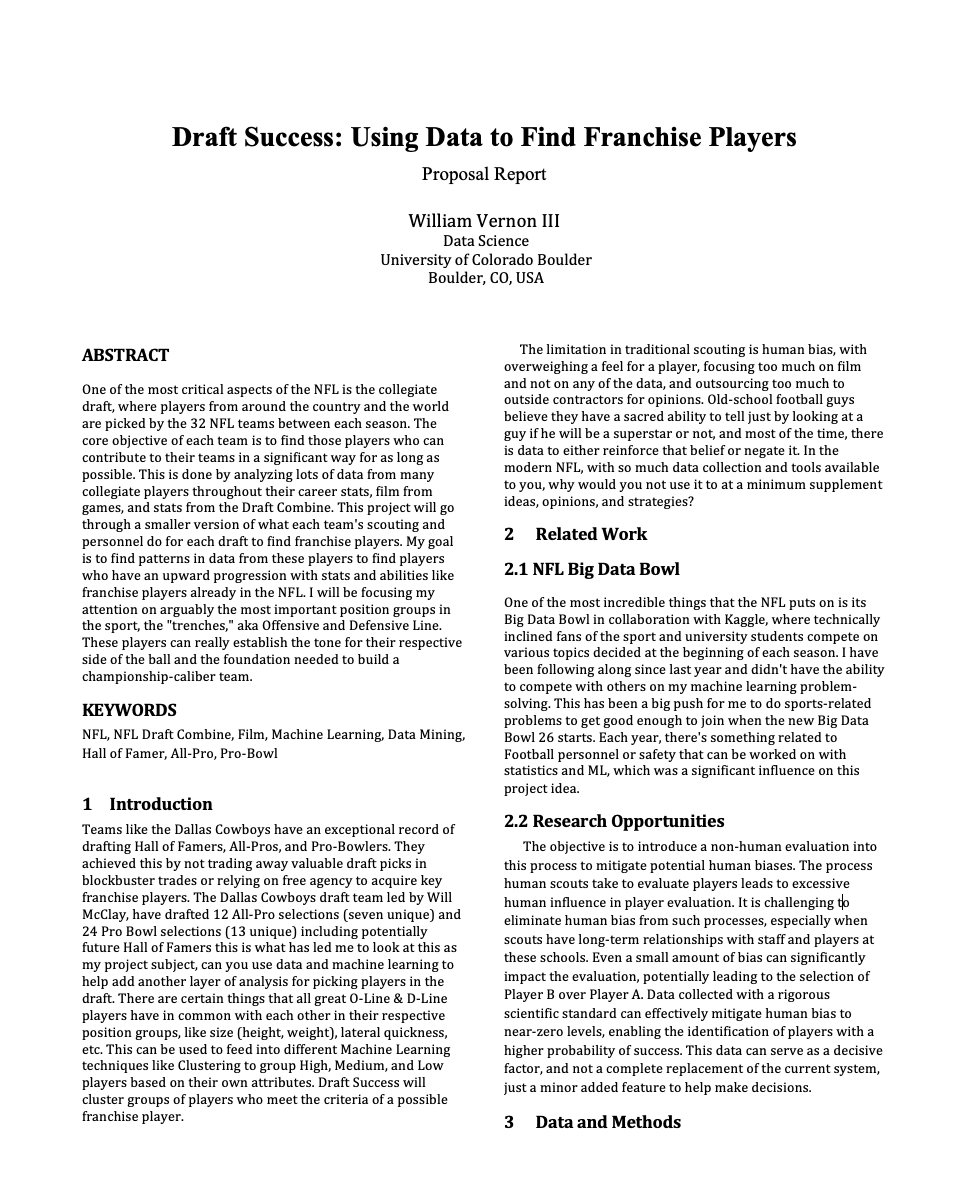 Draft Success: Using Data to Find Franchise Players
Proposal Report
William Vernon III
Data Science
University of Colorado Boulder
Boulder, CO, USA
ABSTRACT
One of the most critical aspects of the NFL is the collegiate
draft, where players from around the country and the world
are picked by the 32 NFL teams between each season. The
core objective of each team is to find those players who can
contribute to their teams in a significant way for as long as
possible. This is done by analyzing lots of data from many
collegiate players throughout their career stats, film from
games, and stats from the Draft Combine. This project will go
through a smaller version of what each team's scouting and
personnel do for each draft to find franchise players. My goal
is to find patterns in data from these players to find players
who have an upward progression with stats and abilities like
franchise players already in the NFL. I will be focusing my
attention on arguably the most important position groups in
the sport, the "trenches," aka Offensive and Defensive Line.
These players can really establish the tone for their respective
side of the ball and the foundation needed to build a
championship-caliber team.
KEYWORDS
NFL, NFL Draft Combine, Film, Machine Learning, Data Mining,
Hall of Famer, All-Pro, Pro-Bowl
1 Introduction
Teams like the Dallas Cowboys have an exceptional record of
drafting Hall of Famers, All-Pros, and Pro-Bowlers. They
achieved this by not trading away valuable draft picks in
blockbuster trades or relying on free agency to acquire key
franchise players. The Dallas Cowboys draft team led by Will
McClay, have drafted 12 All-Pro selections (seven unique) and
24 Pro Bowl selections (13 unique) including potentially
future Hall of Famers this is what has led me to look at this as
my project subject, can you use data and machine learning to
help add another layer of analysis for picking players in the
draft. There are certain things that all great O-Line & D-Line
players have in common with each other in their respective
position groups, like size (height, weight), lateral quickness,
etc. This can be used to feed into different Machine Learning
techniques like Clustering to group High, Medium, and Low
players based on their own attributes. Draft Success will
cluster groups of players who meet the criteria of a possible
franchise player.
The limitation in traditional scouting is human bias, with
overweighing a feel for a player, focusing too much on film
and not on any of the data, and outsourcing too much to
outside contractors for opinions. Old-school football guys
believe they have a sacred ability to tell just by looking at a
guy if he will be a superstar or not, and most of the time, there
is data to either reinforce that belief or negate it. In the
modern NFL, with so much data collection and tools available
to you, why would you not use it to at a minimum supplement
ideas, opinions, and strategies?
2 Related Work
2.1 NFL Big Data Bowl
One of the most incredible things that the NFL puts on is its
Big Data Bowl in collaboration with Kaggle, where technically
inclined fans of the sport and university students compete on
various topics decided at the beginning of each season. I have
been following along since last year and didn't have the ability
to compete with others on my machine learning problem-
solving. This has been a big push for me to do sports-related
problems to get good enough to join when the new Big Data
Bowl 26 starts. Each year, there's something related to
Football personnel or safety that can be worked on with
statistics and ML, which was a significant influence on this
project idea.
2.2 Research Opportunities
The objective is to introduce a non-human evaluation into
this process to mitigate potential human biases. The process
human scouts take to evaluate players leads to excessive
human influence in player evaluation. It is challenging to
eliminate human bias from such processes, especially when
scouts have long-term relationships with staff and players at
these schools. Even a small amount of bias can significantly
impact the evaluation, potentially leading to the selection of
Player B over Player A. Data collected with a rigorous
scientific standard can effectively mitigate human bias to
near-zero levels, enabling the identification of players with a
higher probability of success. This data can serve as a decisive
factor, and not a complete replacement of the current system,
just a minor added feature to help make decisions.
3 Data and Methods